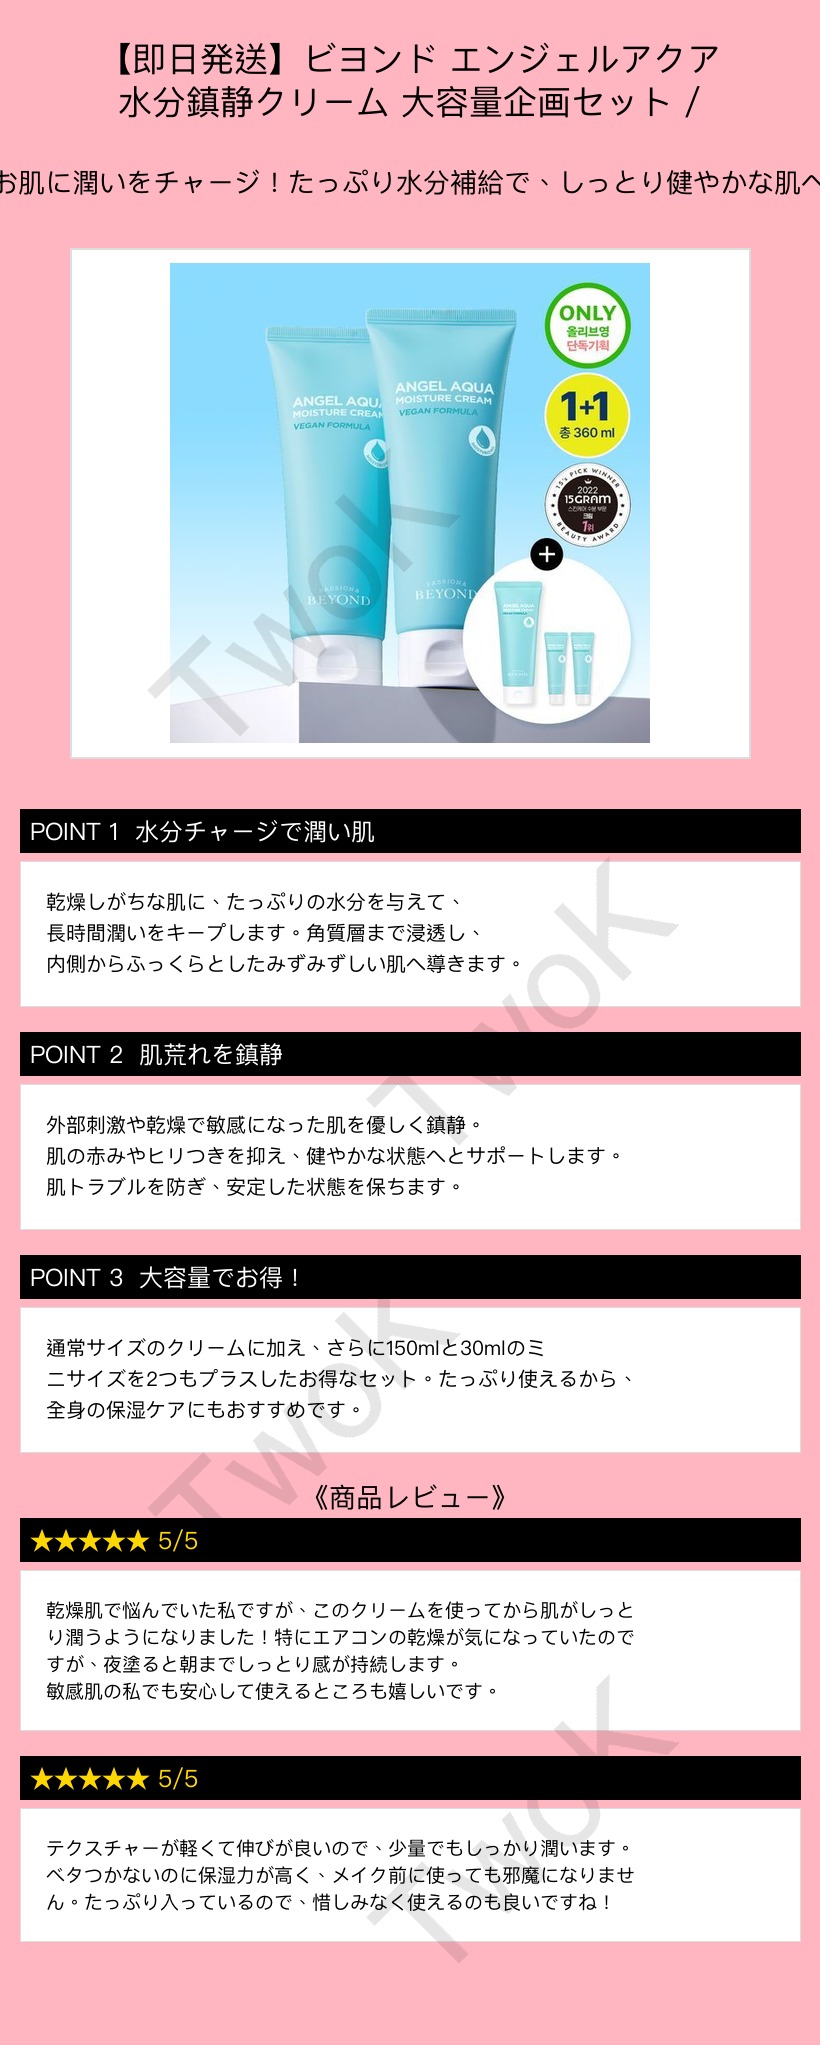 【即日発送】ビヨンド エンジェルアクア
水分鎮静クリーム 大容量企画セット /
お肌に潤いをチャージ！たっぷり水分補給で、しっとり健やかな肌へ
ONLY
올리브영
단독기획
1+1
총 360 ml
15's PICK WINNER
2022
15GRAM
스킨케어 수분 부문
크림
1위
BEAUTY AWARD
ANGEL AQUA
MOISTURE CREAM
VEGAN FORMULA
ANGEL AQUA
MOISTURE CREAM
VEGAN FORMULA
BEYOND
BEYOND
TwoK
POINT 1 水分チャージで潤い肌
乾燥しがちな肌に、たっぷりの水分を与えて、
長時間潤いをキープします。角質層まで浸透し、
内側からふっくらとしたみずみずしい肌へ導きます。
TwoK
POINT 2 肌荒れを鎮静
外部刺激や乾燥で敏感になった肌を優しく鎮静。
肌の赤みやヒリつきを抑え、健やかな状態へとサポートします。
肌トラブルを防ぎ、安定した状態を保ちます。
POINT 3 大容量でお得！
通常サイズのクリームに加え、さらに150mlと30mlのミ
ニサイズを2つもプラスしたお得なセット。たっぷり使えるから、
全身の保湿ケアにもおすすめです。
TwoK
《商品レビュー》
★★★★★ 5/5
乾燥肌で悩んでいた私ですが、このクリームを使ってから肌がしっと
り潤うようになりました！特にエアコンの乾燥が気になっていたので
すが、夜塗ると朝までしっとり感が持続します。
敏感肌の私でも安心して使えるところも嬉しいです。
★★★★★ 5/5
テクスチャーが軽くて伸びが良いので、少量でもしっかり潤います。
ベタつかないのに保湿力が高く、メイク前に使っても邪魔になりませ
ん。たっぷり入っているので、惜しみなく使えるのも良いですね！
TwoK